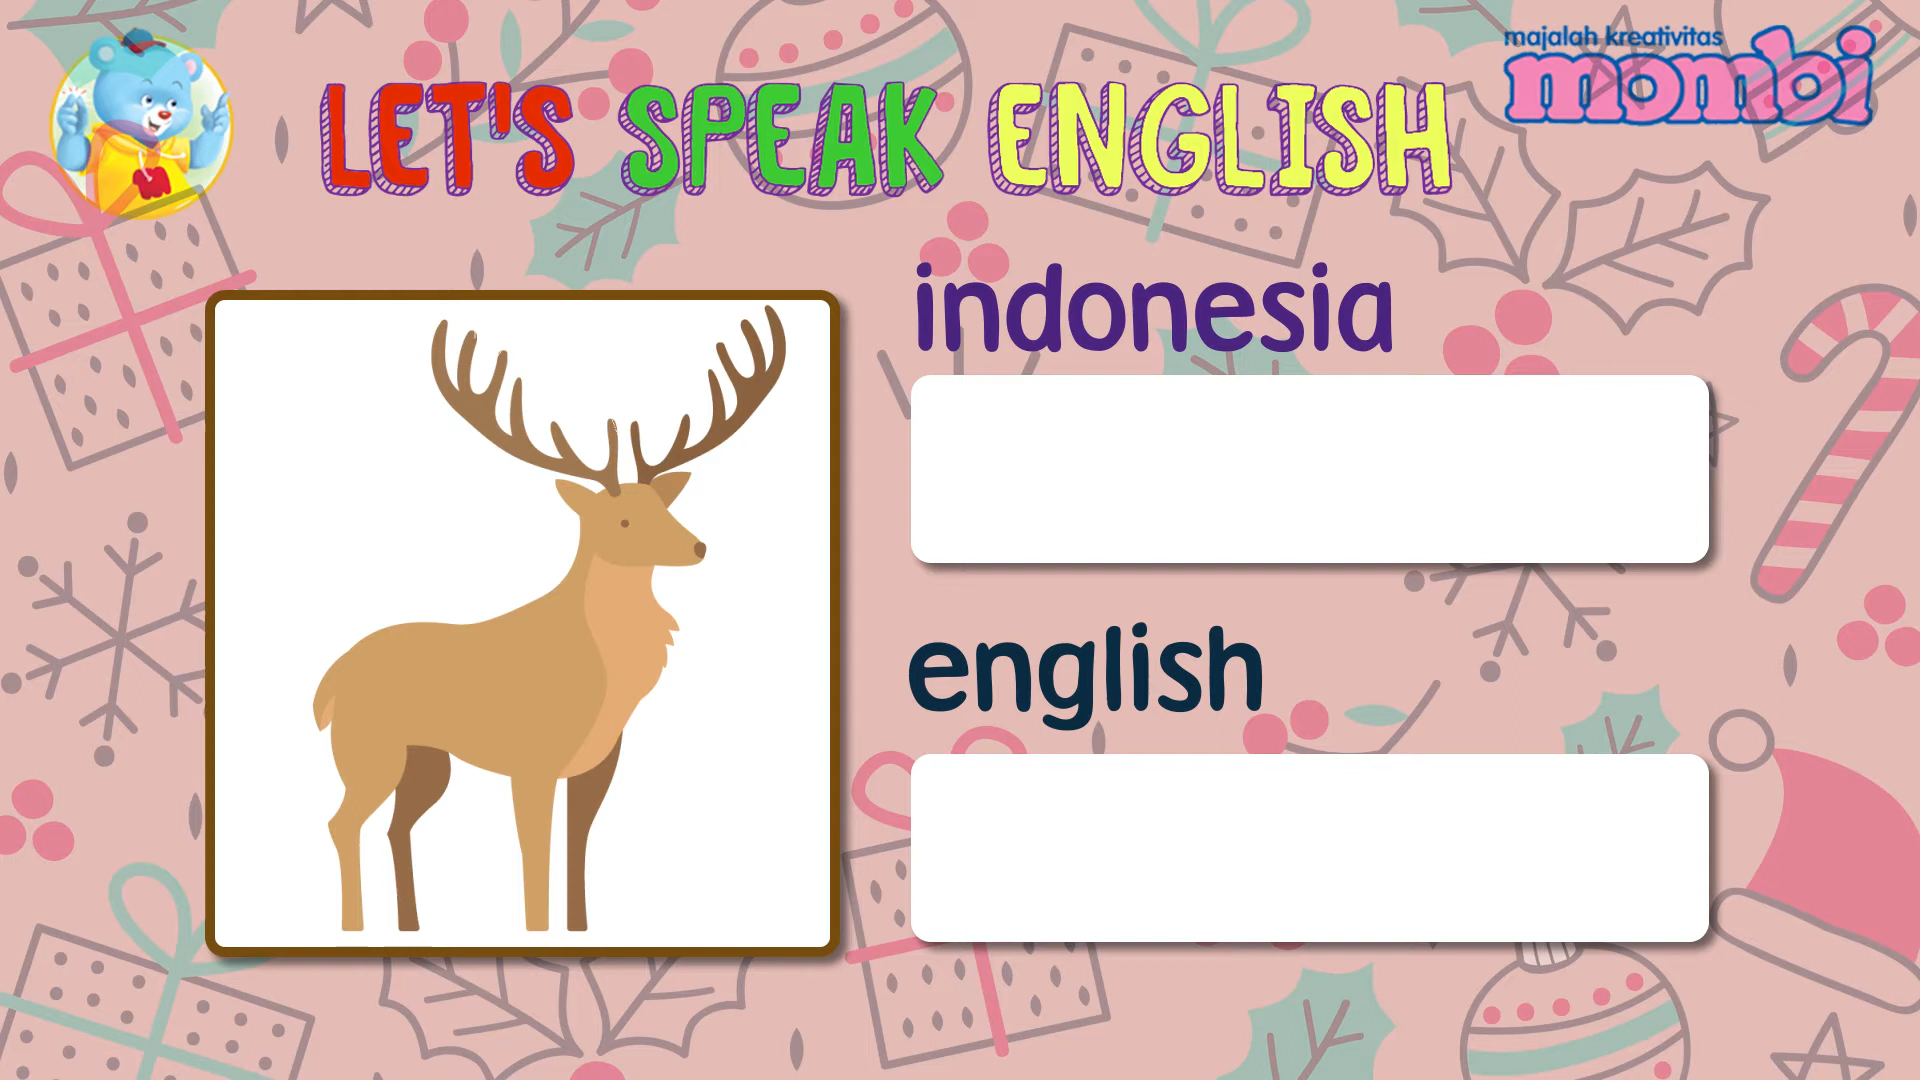 majalah kreativitas
mombi
LET'S SPEAK ENGLISH
indonesia
english